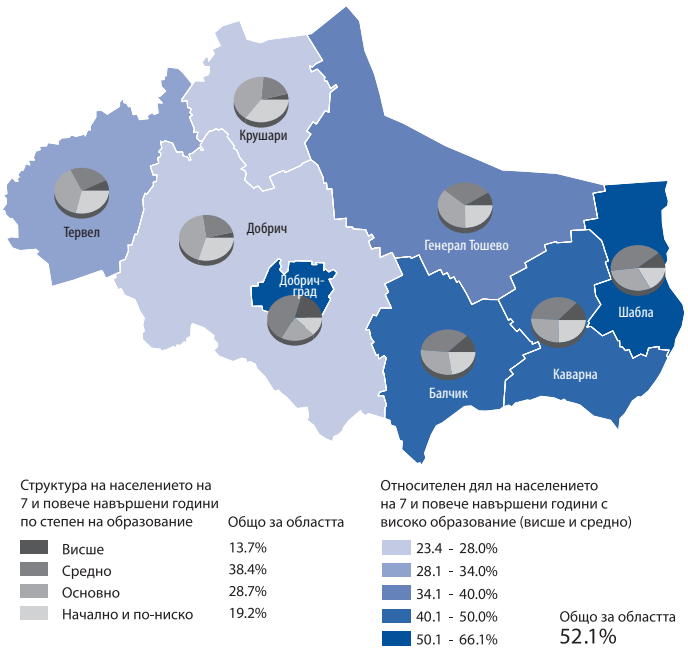 Крушари
Тервел
Добрич
Генерал Тошево
Добрич-
град
Шабла
Каварна
Балчик
Структура на населението на
7 и повече навършени години
по степен на образование
Общо за областта
Висше 13.7%
Средно 38.4%
Основно 28.7%
Начално и по-ниско 19.2%
Относителен дял на населението
на 7 и повече навършени години с
високо образование (висше и средно)
23.4 - 28.0%
28.1 - 34.0%
34.1 - 40.0%
40.1 - 50.0%
50.1 - 66.1%
Общо за областта
52.1%